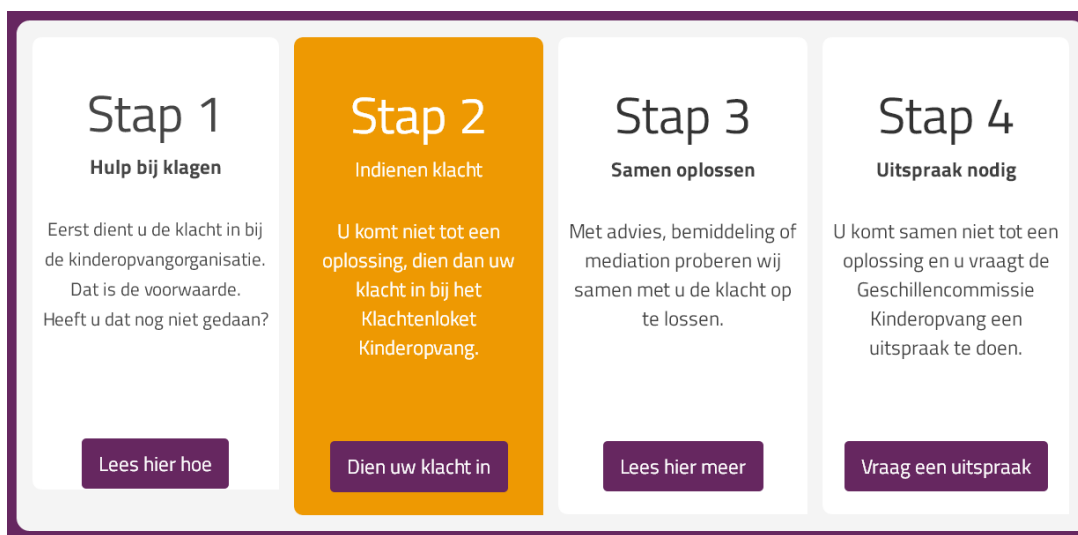 Stap 1
Hulp bij klagen
Eerst dient u de klacht in bij
de kinderopvangorganisatie.
Dat is de voorwaarde.
Heeft u dat nog niet gedaan?
Lees hier hoe
Stap 2
Indienen klacht
U komt niet tot een
oplossing, dien dan uw
klacht in bij het
Klachtenloket
Kinderopvang.
Dien uw klacht in
Stap 3
Samen oplossen
Met advies, bemiddeling of
mediation proberen wij
samen met u de klacht op
te lossen.
Lees hier meer
Stap 4
Uitspraak nodig
U komt samen niet tot een
oplossing en u vraagt de
Geschillencommissie
Kinderopvang een
uitspraak te doen.
Vraag een uitspraak